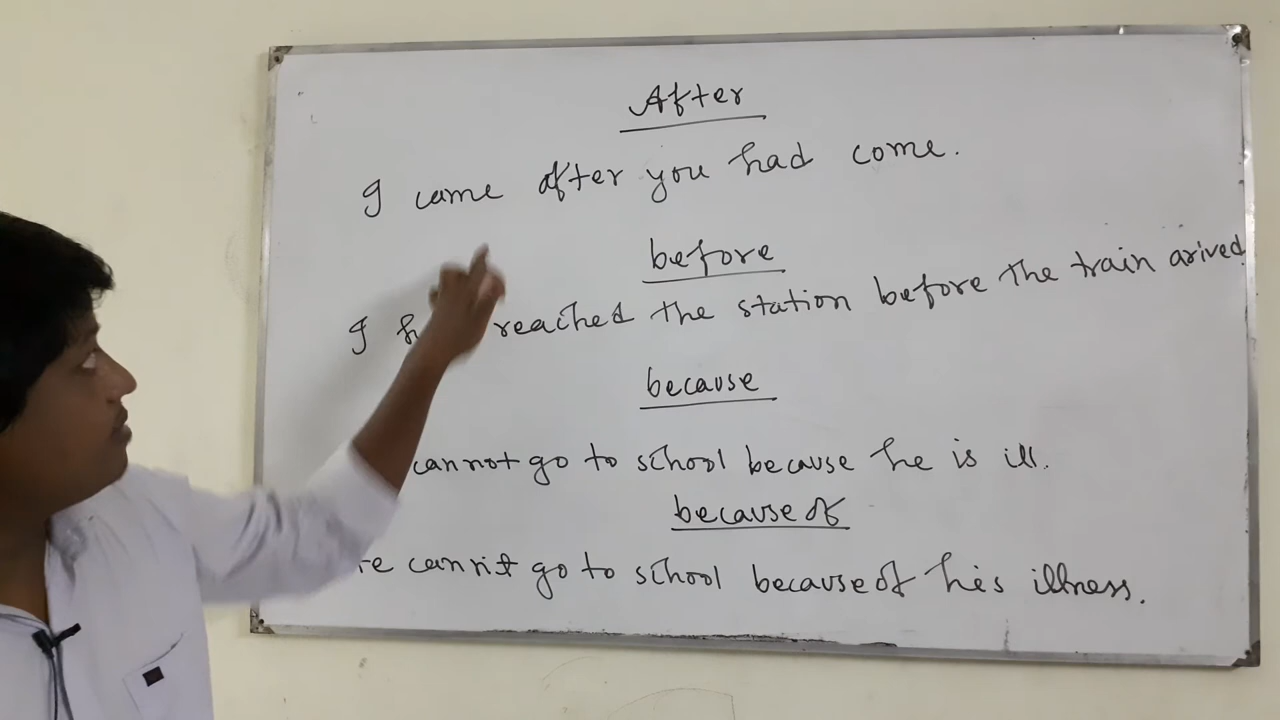 After
I came after you had come.
before
I reached the station before the train arived
because
cannot go to school because he is ill.
because of
cannot go to school because of his illness.